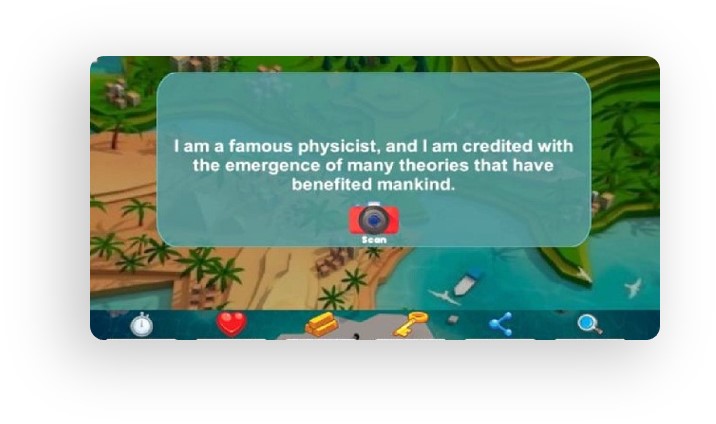 I am a famous physicist, and I am credited with
the emergence of many theories that have
benefited mankind.
Scan